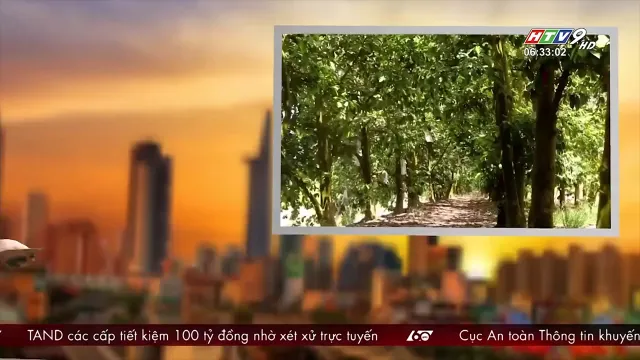 HTV9 HD
06:33:02
TAND các cấp tiết kiệm 100 tỷ đồng nhờ xét xử trực tuyến
60
Cục An toàn Thông tin khuyến